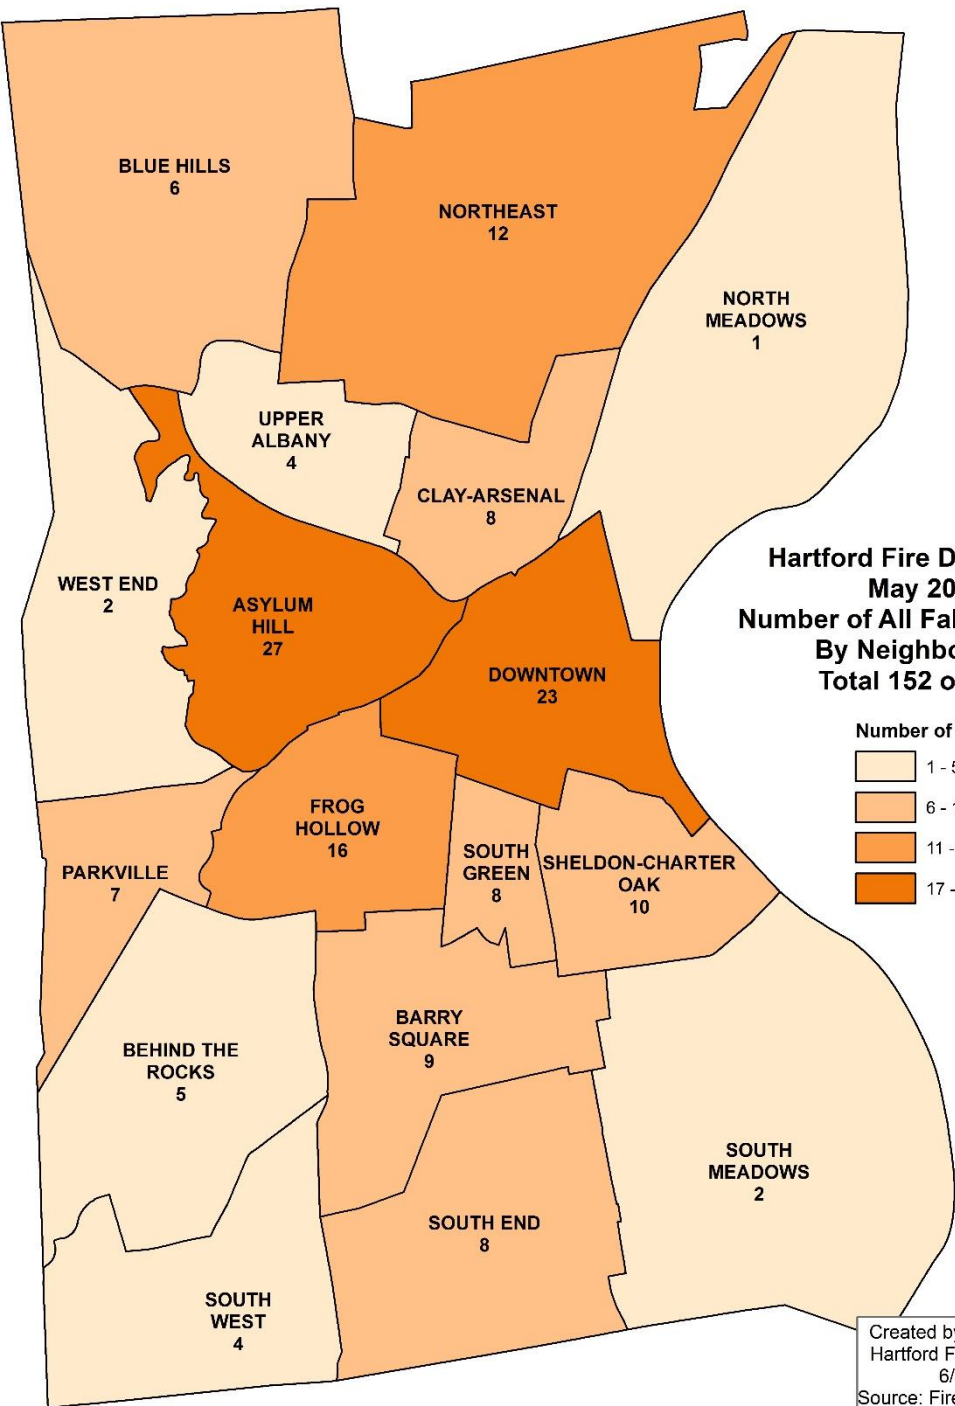 BLUE HILLS
6
NORTHEAST
12
NORTH
MEADOWS
1
UPPER
ALBANY
4
CLAY-ARSENAL
8
WEST END
2
ASYLUM
HILL
27
DOWNTOWN
23
Hartford Fire
May
Number of All
By
Total 152
Number of
1 - 5
6 -
11 -
17 -
FROG
HOLLOW
16
PARKVILLE
7
SOUTH
GREEN
8
SHELDON-CHARTER
OAK
10
BARRY
SQUARE
9
BEHIND THE
ROCKS
5
SOUTH
MEADOWS
2
SOUTH END
8
SOUTH
WEST
4
Created by
Hartford
6/
Source: Fire